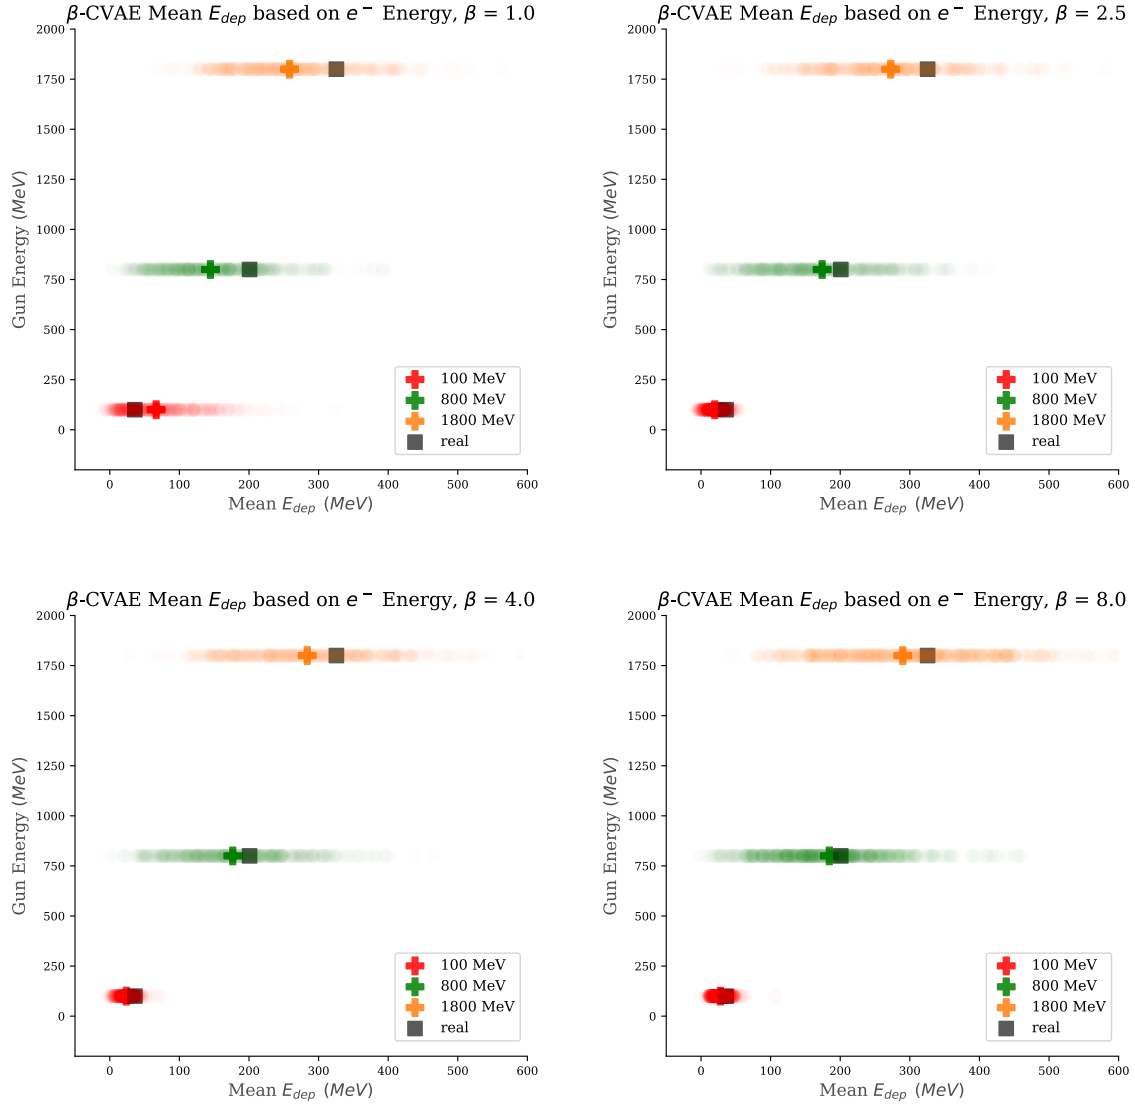 β-CVAE Mean E_dep based on e⁻ Energy, β = 1.0
2000
1750
1500
1250
1000
750
500
250
0
Gun Energy (MeV)
100 MeV
800 MeV
1800 MeV
real
0 100 200 300 400 500 600
Mean E_dep (MeV)
β-CVAE Mean E_dep based on e⁻ Energy, β = 2.5
2000
1750
1500
1250
1000
750
500
250
0
Gun Energy (MeV)
100 MeV
800 MeV
1800 MeV
real
0 100 200 300 400 500 600
Mean E_dep (MeV)
β-CVAE Mean E_dep based on e⁻ Energy, β = 4.0
2000
1750
1500
1250
1000
750
500
250
0
Gun Energy (MeV)
100 MeV
800 MeV
1800 MeV
real
0 100 200 300 400 500 600
Mean E_dep (MeV)
β-CVAE Mean E_dep based on e⁻ Energy, β = 8.0
2000
1750
1500
1250
1000
750
500
250
0
Gun Energy (MeV)
100 MeV
800 MeV
1800 MeV
real
0 100 200 300 400 500 600
Mean E_dep (MeV)